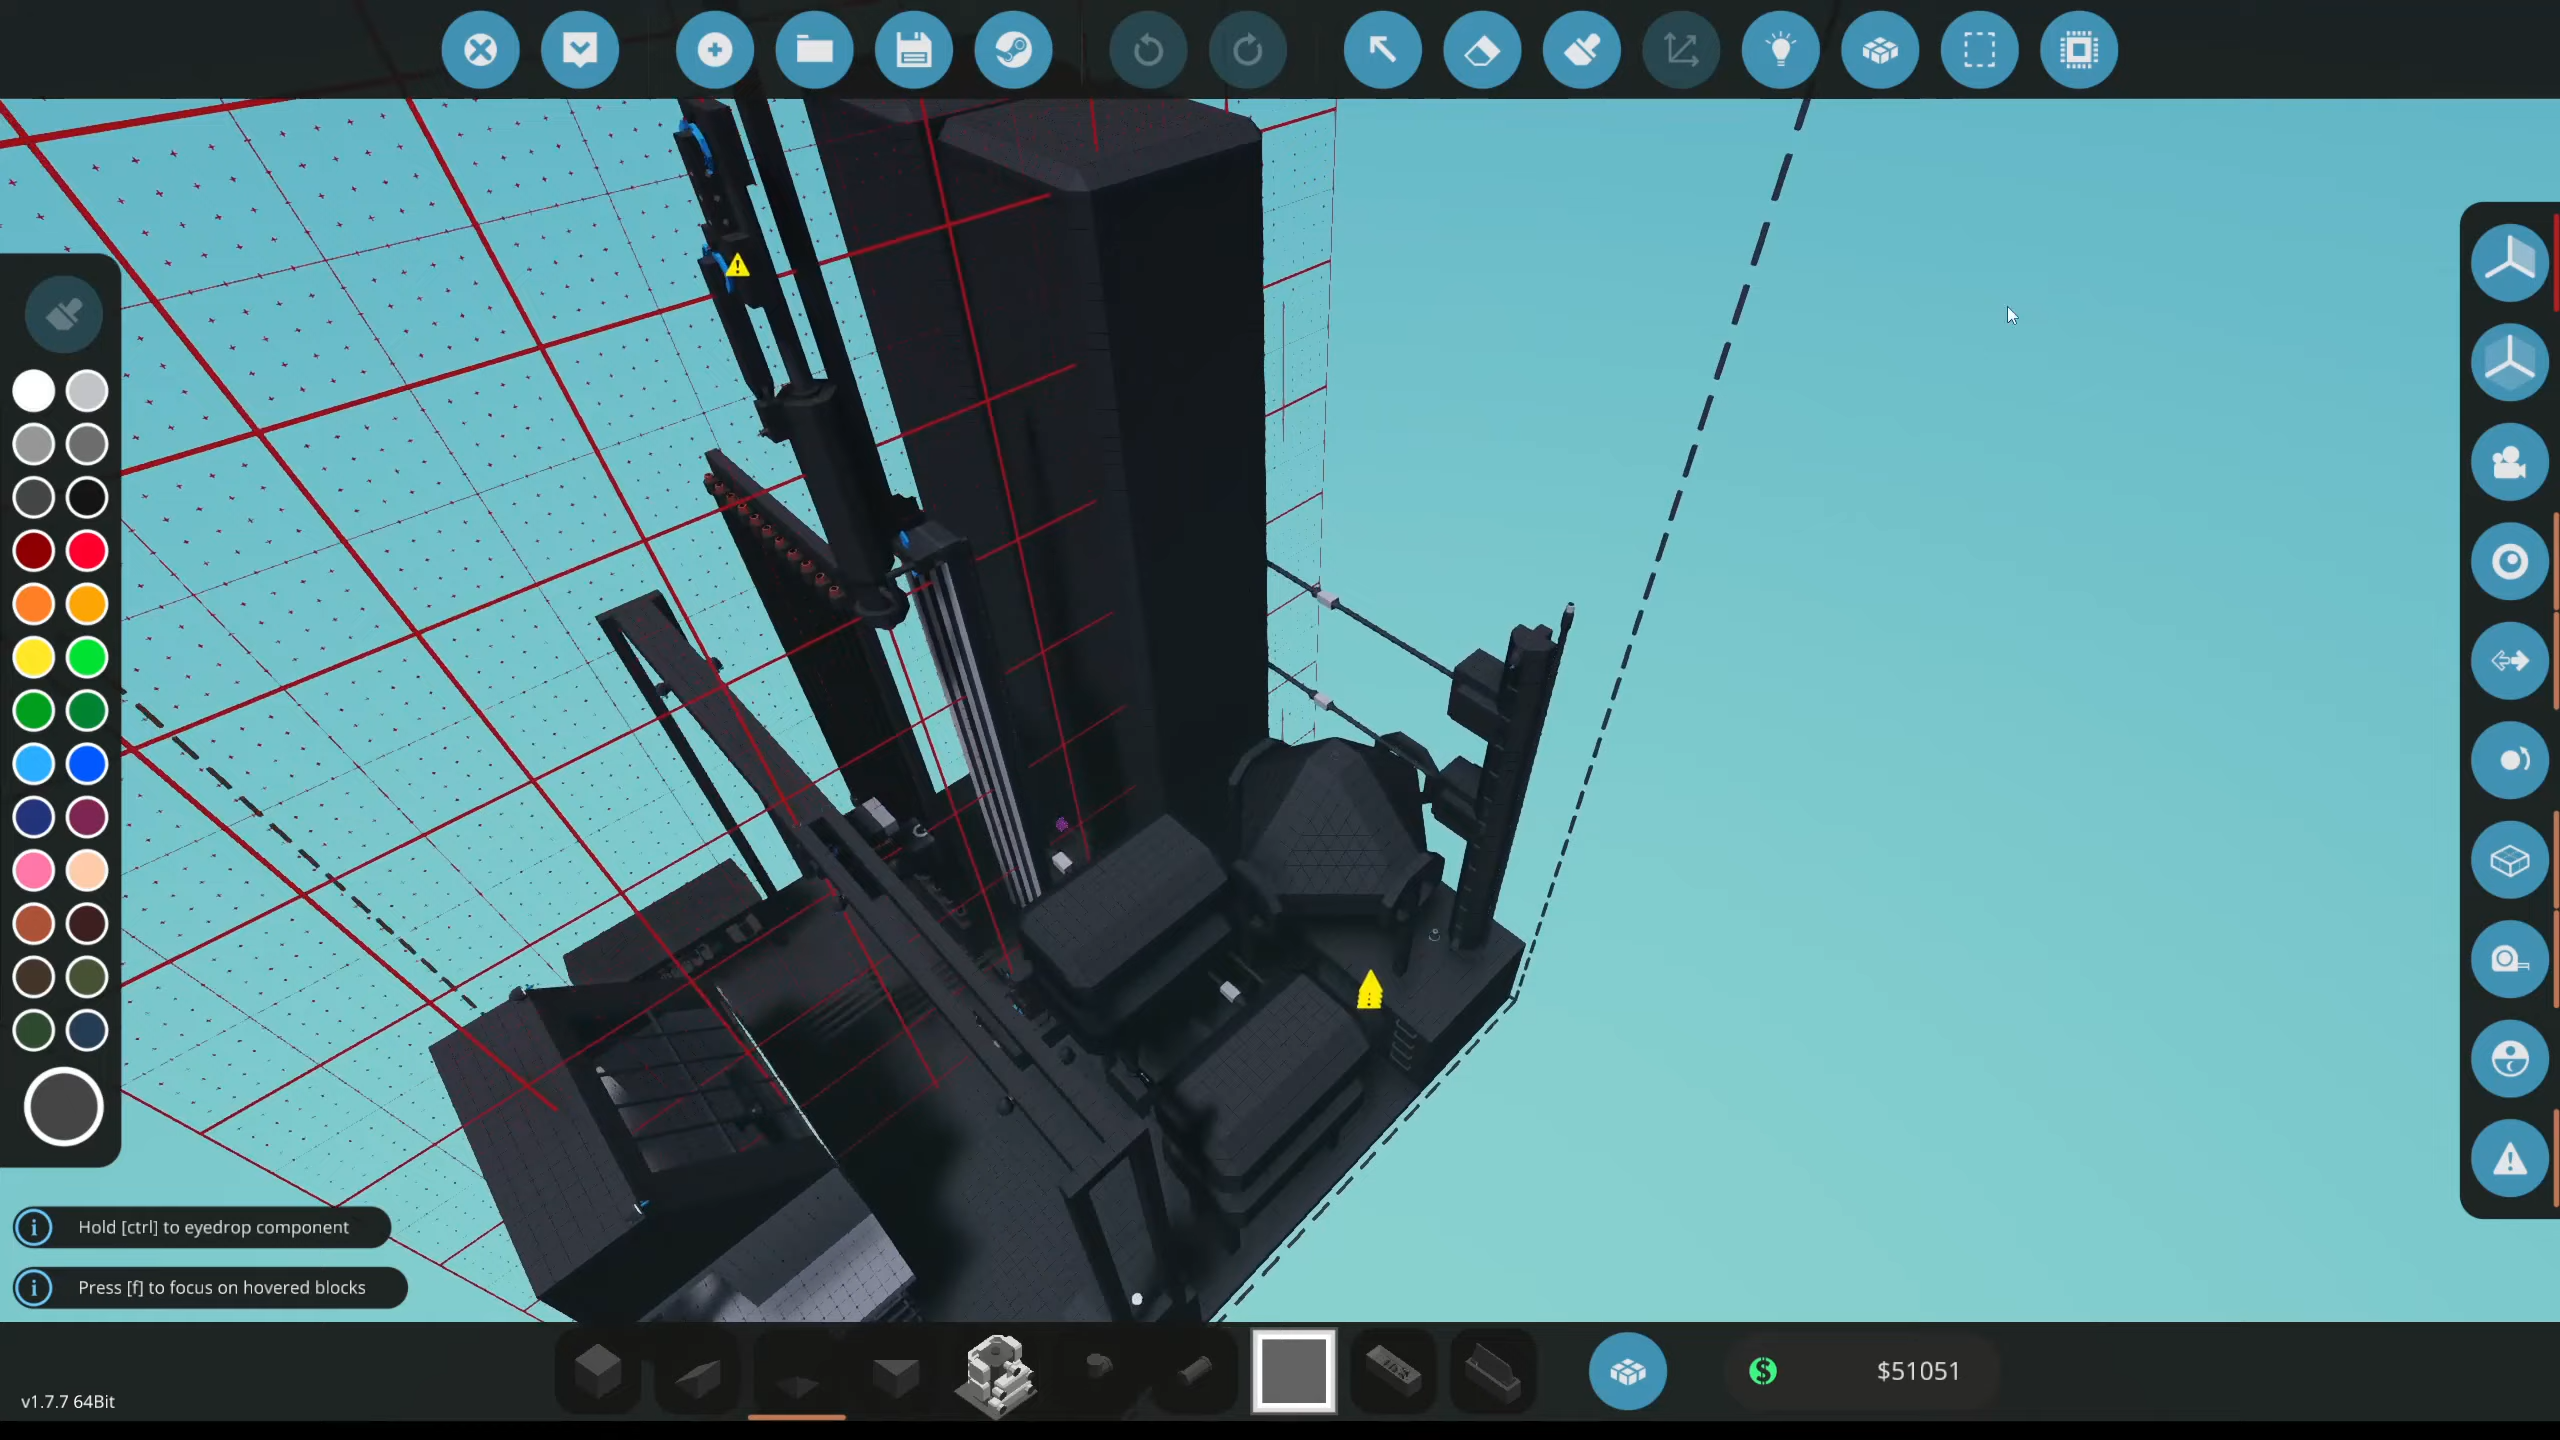 Hold [ctrl] to eyedrop component
Press [f] to focus on hovered blocks
v1.7.7 64Bit
$51051